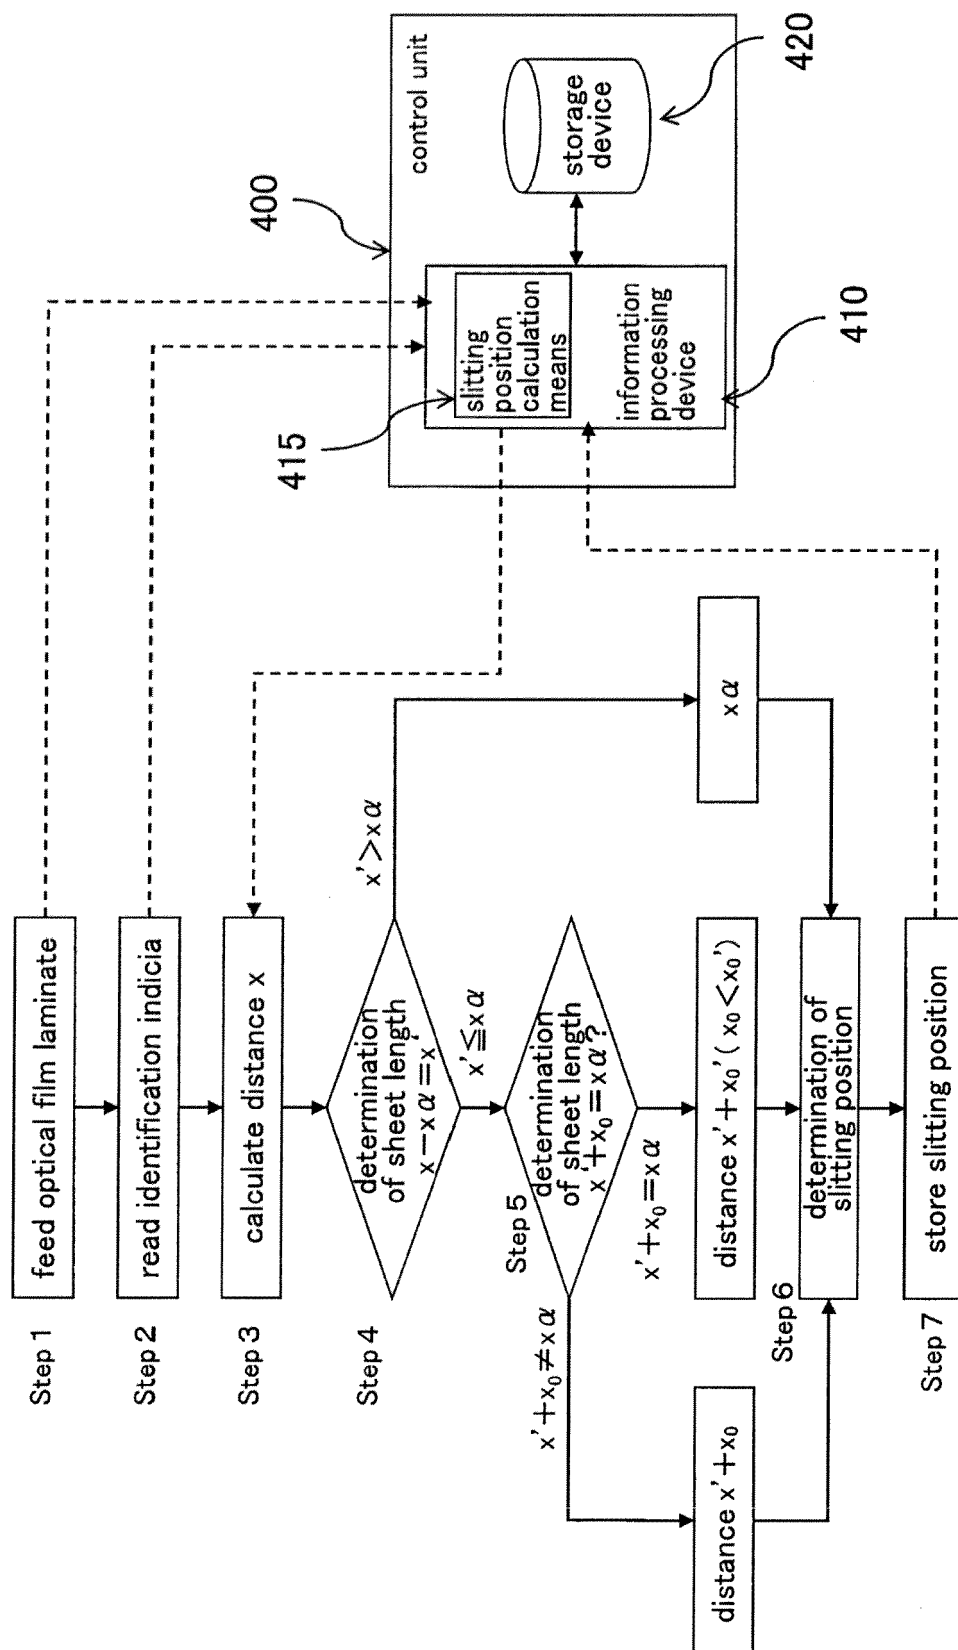 Step 1
feed optical film laminate
Step 2
read identification indicia
Step 3
calculate distance x
Step 4
determination
of sheet length
x－xα＝x'
x'＞xα
x'≦xα
Step 5
determination
of sheet length
x'＋x₀＝xα?
x'＋x₀≠xα
x'＋x₀＝xα
distance x'＋x₀
distance x'＋x₀' ( x₀＜x₀')
xα
Step 6
determination of
slitting position
Step 7
store slitting position
400
control unit
415
slitting
position
calculation
means
information
processing
device
410
storage
device
420